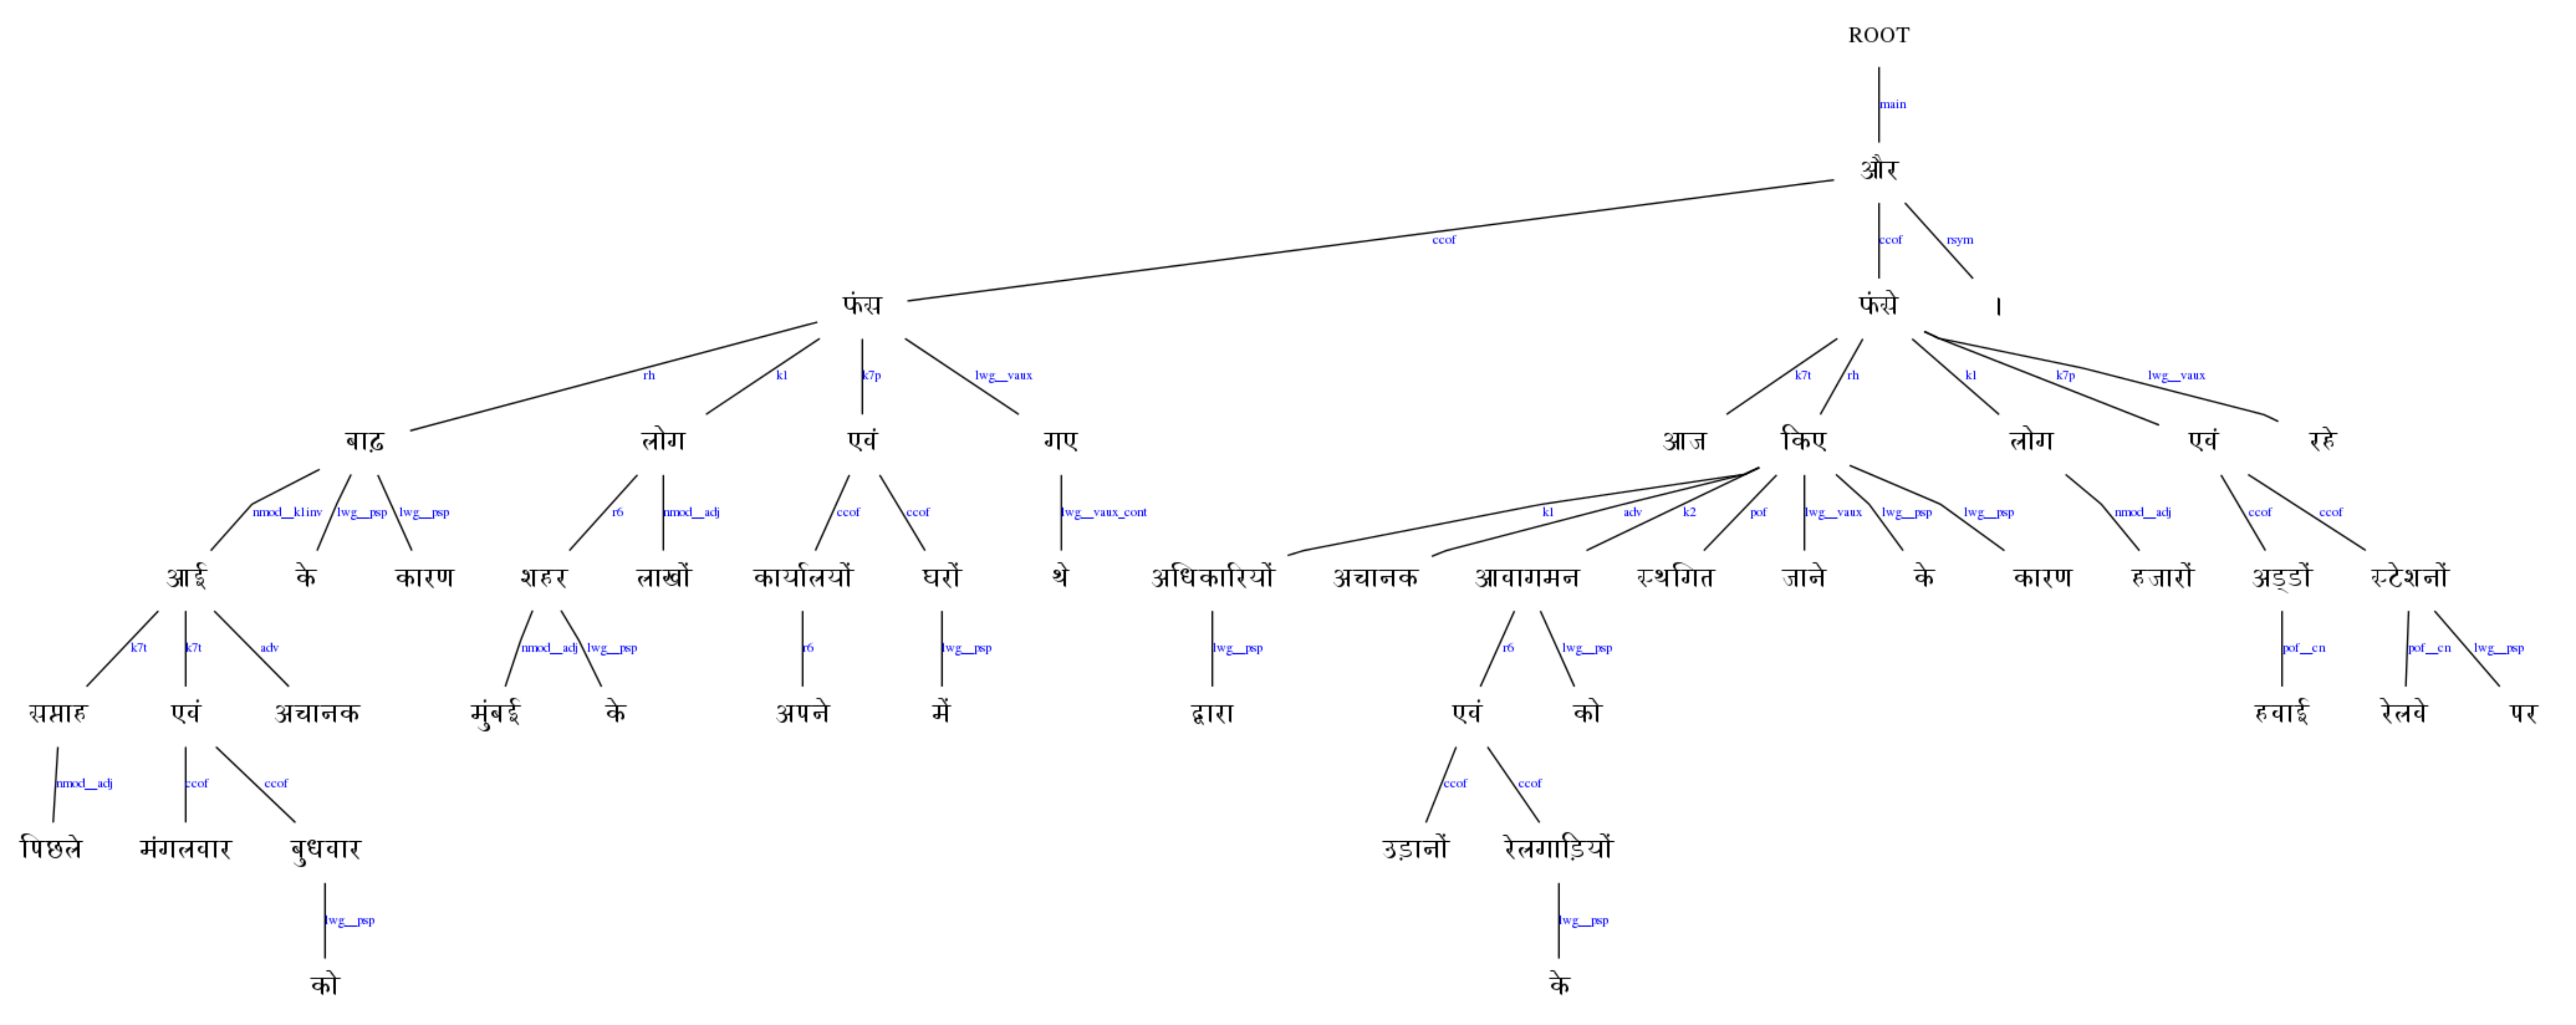 ROOT
main
और
ccof ccof rsym
फंस फंसे ।
rh k1 k7p lwg__vaux k7t rh k1 k7p lwg__vaux
बाढ़ लोग एवं गए आज किए लोग एवं रहे
nmod__k1inv lwg__psp lwg__psp r6 nmod__adj ccof ccof lwg__vaux_cont k1 adv k2 pof lwg__vaux lwg__psp lwg__psp nmod__adj ccof ccof
आई के कारण शहर लाखों कार्यालयों घरों थे अधिकारियों अचानक आवागमन स्थगित जाने के कारण हजारों अड्डों स्टेशनों
k7t k7t adv nmod__adj lwg__psp r6 lwg__psp lwg__psp r6 lwg__psp pof__cn pof__cn lwg__psp
सप्ताह एवं अचानक मुंबई के अपने में द्वारा एवं को हवाई रेलवे पर
nmod__adj ccof ccof ccof ccof
पिछले मंगलवार बुधवार उड़ानों रेलगाड़ियों
lwg__psp lwg__psp
को के